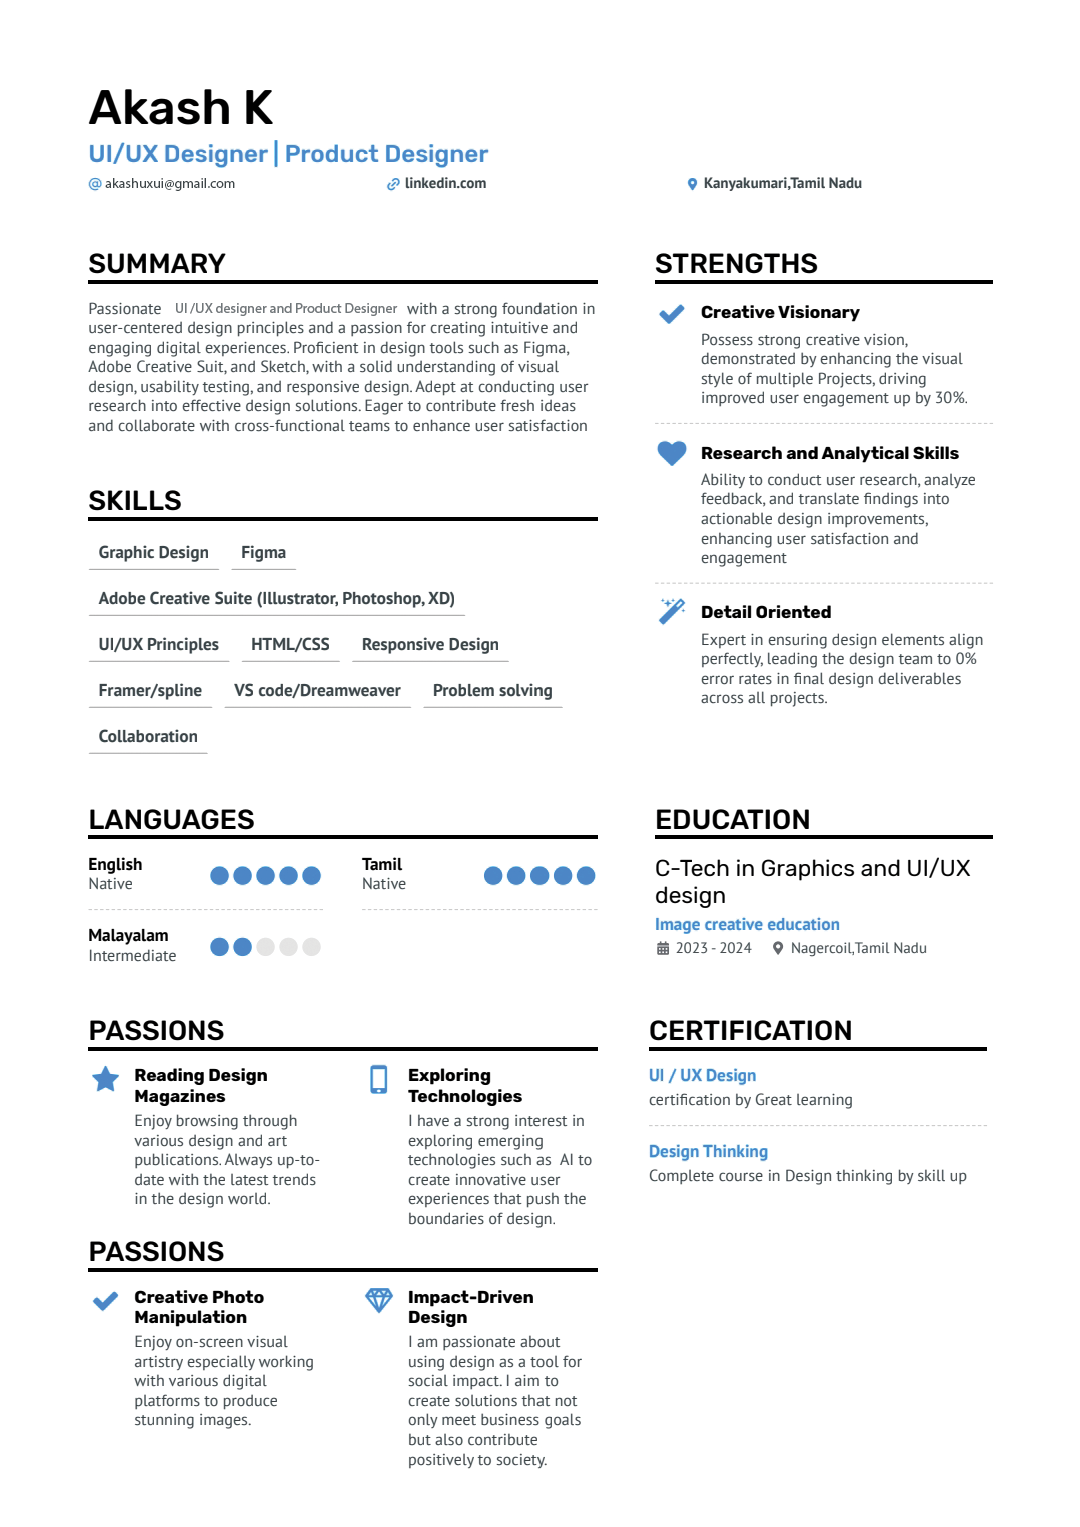 Akash K
UI/UX Designer | Product Designer
@ akashuxui@gmail.com
linkedin.com
Kanyakumari,Tamil Nadu
SUMMARY
Passionate UI/UX designer and Product Designer with a strong foundation in
user-centered design principles and a passion for creating intuitive and
engaging digital experiences. Proficient in design tools such as Figma,
Adobe Creative Suit, and Sketch, with a solid understanding of visual
design, usability testing, and responsive design. Adept at conducting user
research into effective design solutions. Eager to contribute fresh ideas
and collaborate with cross-functional teams to enhance user satisfaction
SKILLS
Graphic Design Figma
Adobe Creative Suite (Illustrator, Photoshop, XD)
UI/UX Principles HTML/CSS Responsive Design
Framer/spline VS code/Dreamweaver Problem solving
Collaboration
STRENGTHS
Creative Visionary
Possess strong creative vision,
demonstrated by enhancing the visual
style of multiple Projects, driving
improved user engagement up by 30%.
Research and Analytical Skills
Ability to conduct user research, analyze
feedback, and translate findings into
actionable design improvements,
enhancing user satisfaction and
engagement
Detail Oriented
Expert in ensuring design elements align
perfectly, leading the design team to 0%
error rates in final design deliverables
across all projects.
LANGUAGES
English
Native
Tamil
Native
Malayalam
Intermediate
EDUCATION
C-Tech in Graphics and UI/UX
design
Image creative education
2023 - 2024 Nagercoil,Tamil Nadu
PASSIONS
Reading Design
Magazines
Enjoy browsing through
various design and art
publications. Always up-to-
date with the latest trends
in the design world.
Exploring
Technologies
I have a strong interest in
exploring emerging
technologies such as AI to
create innovative user
experiences that push the
boundaries of design.
CERTIFICATION
UI / UX Design
certification by Great learning
Design Thinking
Complete course in Design thinking by skill up
PASSIONS
Creative Photo
Manipulation
Enjoy on-screen visual
artistry especially working
with various digital
platforms to produce
stunning images.
Impact-Driven
Design
I am passionate about
using design as a tool for
social impact. I aim to
create solutions that not
only meet business goals
but also contribute
positively to society.